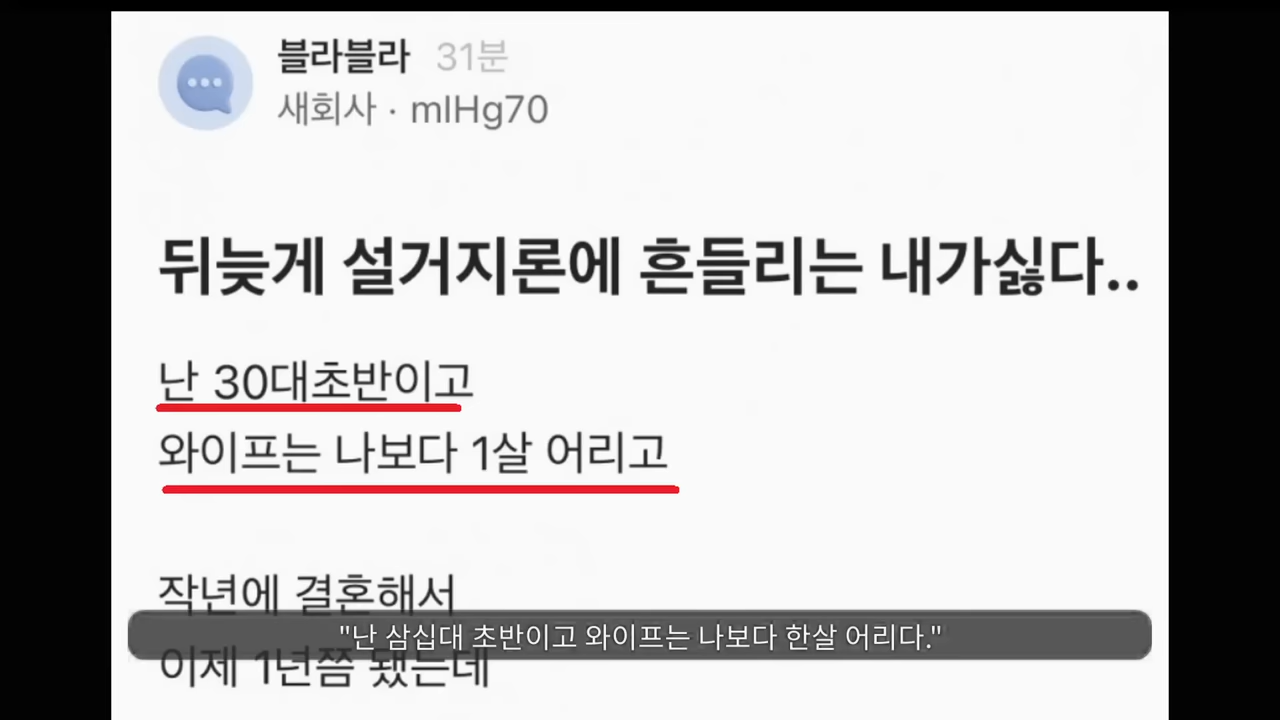 블라블라 31분
새회사 · mlHg70
뒤늦게 설거지론에 흔들리는 내가싫다..
난 30대초반이고
와이프는 나보다 1살 어리고
작년에 결혼해서
"난 삼십대 초반이고 와이프는 나보다 한살 어리다."
이제 1년쯤 됐는데